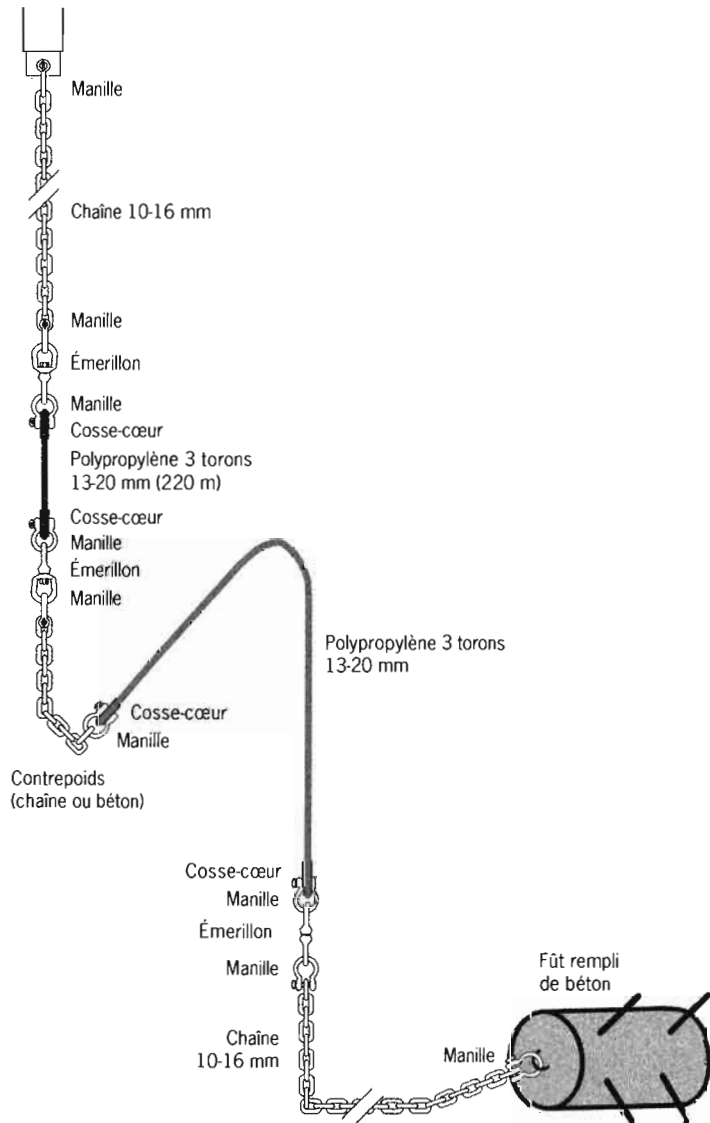 Manille
Chaîne 10-16 mm
Manille
Émerillon
Manille
Cosse-cœur
Polypropylène 3 torons
13-20 mm (220 m)
Cosse-cœur
Manille
Émerillon
Manille
Polypropylène 3 torons
13-20 mm
Cosse-cœur
Manille
Contrepoids
(chaîne ou béton)
Cosse-cœur
Manille
Émerillon
Manille
Chaîne
10-16 mm
Fût rempli
de béton
Manille